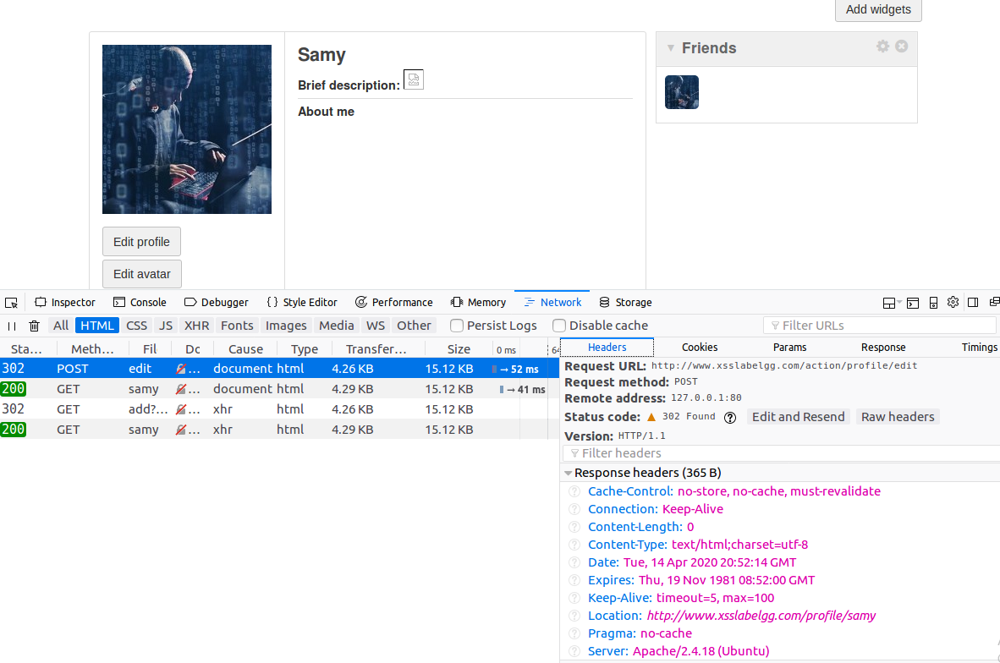 Add widgets
Samy
Brief description:
About me
Edit profile
Edit avatar
Friends
Inspector Console Debugger {} Style Editor Performance Memory Network Storage
All HTML CSS JS XHR Fonts Images Media WS Other Persist Logs Disable cache Filter URLs
Sta... Meth... Fil Dc Cause Type Transfer... Size 0 ms 64
302 POST edit ... document html 4.26 KB 15.12 KB → 52 ms
200 GET samy ... document html 4.29 KB 15.12 KB → 41 ms
302 GET add?... ... xhr html 4.26 KB 15.12 KB
200 GET samy ... xhr html 4.29 KB 15.12 KB
Headers Cookies Params Response Timings
Request URL: http://www.xsslabelgg.com/action/profile/edit
Request method: POST
Remote address: 127.0.0.1:80
Status code: 302 Found ? Edit and Resend Raw headers
Version: HTTP/1.1
Filter headers
Response headers (365 B)
? Cache-Control: no-store, no-cache, must-revalidate
? Connection: Keep-Alive
? Content-Length: 0
? Content-Type: text/html;charset=utf-8
? Date: Tue, 14 Apr 2020 20:52:14 GMT
? Expires: Thu, 19 Nov 1981 08:52:00 GMT
? Keep-Alive: timeout=5, max=100
? Location: http://www.xsslabelgg.com/profile/samy
? Pragma: no-cache
? Server: Apache/2.4.18 (Ubuntu)